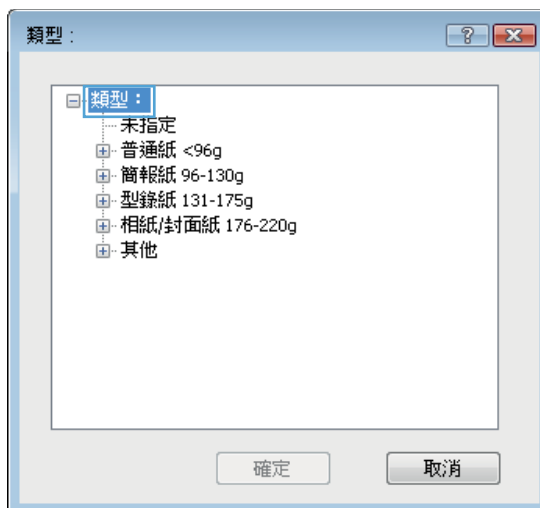 類型:
類型：
未指定
普通紙 <96g
簡報紙 96-130g
型錄紙 131-175g
相紙/封面紙 176-220g
其他
確定 取消